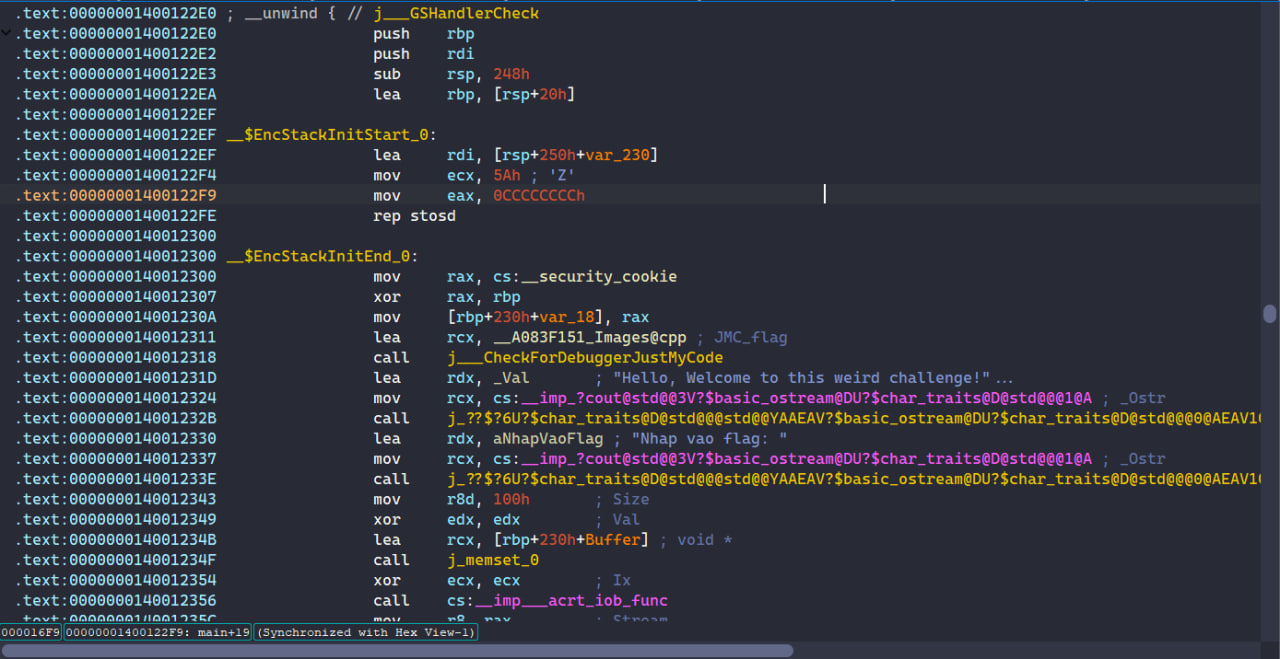 .text:00000001400122E0 ; __unwind { // j___GSHandlerCheck
.text:00000001400122E0 push rbp
.text:00000001400122E2 push rdi
.text:00000001400122E3 sub rsp, 248h
.text:00000001400122EA lea rbp, [rsp+20h]
.text:00000001400122EF
.text:00000001400122EF __$EncStackInitStart_0:
.text:00000001400122EF lea rdi, [rsp+250h+var_230]
.text:00000001400122F4 mov ecx, 5Ah ; 'Z'
.text:00000001400122F9 mov eax, 0CCCCCCCCh
.text:00000001400122FE rep stosd
.text:0000000140012300
.text:0000000140012300 __$EncStackInitEnd_0:
.text:0000000140012300 mov rax, cs:__security_cookie
.text:0000000140012307 xor rax, rbp
.text:000000014001230A mov [rbp+230h+var_18], rax
.text:0000000140012311 lea rcx, __A083F151_Images@cpp ; JMC_flag
.text:0000000140012318 call j___CheckForDebuggerJustMyCode
.text:000000014001231D lea rdx, _Val ; "Hello, Welcome to this weird challenge!"...
.text:0000000140012324 mov rcx, cs:__imp_?cout@std@@3V?$basic_ostream@DU?$char_traits@D@std@@@1@A ; _Ostr
.text:000000014001232B call j_??$?6U?$char_traits@D@std@@@std@@YAAEAV?$basic_ostream@DU?$char_traits@D@std@@@0@AEAV1
.text:0000000140012330 lea rdx, aNhapVaoFlag ; "Nhap vao flag: "
.text:0000000140012337 mov rcx, cs:__imp_?cout@std@@3V?$basic_ostream@DU?$char_traits@D@std@@@1@A ; _Ostr
.text:000000014001233E call j_??$?6U?$char_traits@D@std@@@std@@YAAEAV?$basic_ostream@DU?$char_traits@D@std@@@0@AEAV1
.text:0000000140012343 mov r8d, 100h ; Size
.text:0000000140012349 xor edx, edx ; Val
.text:000000014001234B lea rcx, [rbp+230h+Buffer] ; void *
.text:000000014001234F call j_memset_0
.text:0000000140012354 xor ecx, ecx ; Ix
.text:0000000140012356 call cs:__imp___acrt_iob_func
.text:000000014001235C mov r8, rax ; Stream
000016F9 00000001400122F9: main+19 (Synchronized with Hex View-1)